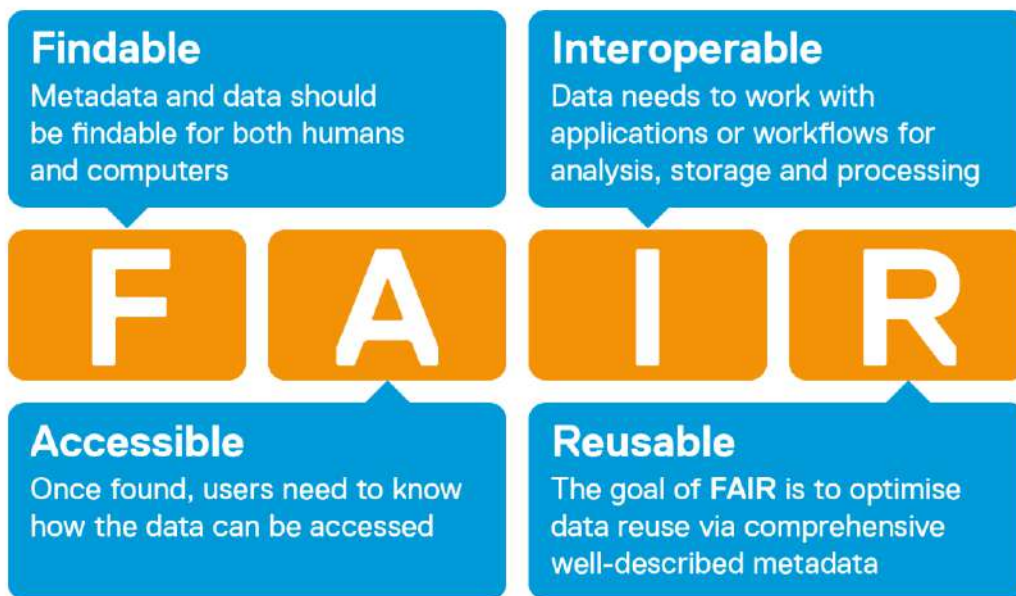 Findable
Metadata and data should
be findable for both humans
and computers
Interoperable
Data needs to work with
applications or workflows for
analysis, storage and processing
F A I R
Accessible
Once found, users need to know
how the data can be accessed
Reusable
The goal of FAIR is to optimise
data reuse via comprehensive
well-described metadata